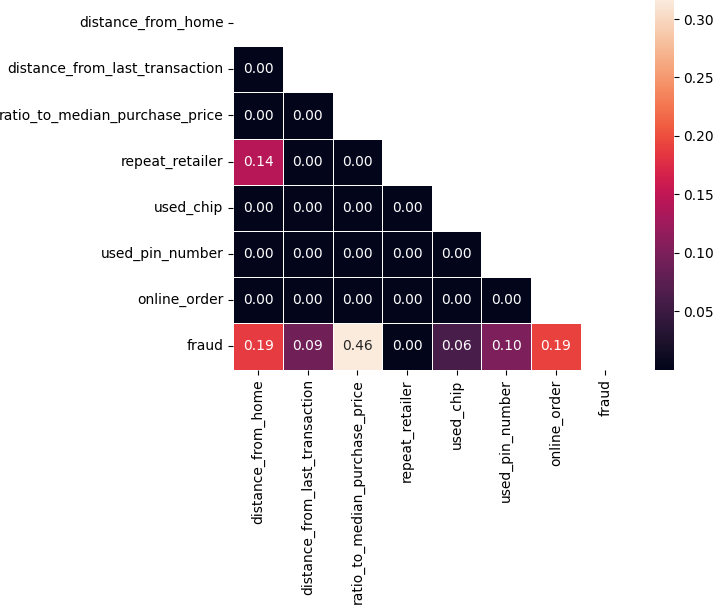 distance_from_home
distance_from_last_transaction
0.00
ratio_to_median_purchase_price
0.00 0.00
repeat_retailer
0.14 0.00 0.00
used_chip
0.00 0.00 0.00 0.00
used_pin_number
0.00 0.00 0.00 0.00 0.00
online_order
0.00 0.00 0.00 0.00 0.00 0.00
fraud
0.19 0.09 0.46 0.00 0.06 0.10 0.19
distance_from_home
distance_from_last_transaction
ratio_to_median_purchase_price
repeat_retailer
used_chip
used_pin_number
online_order
fraud
0.30
0.25
0.20
0.15
0.10
0.05